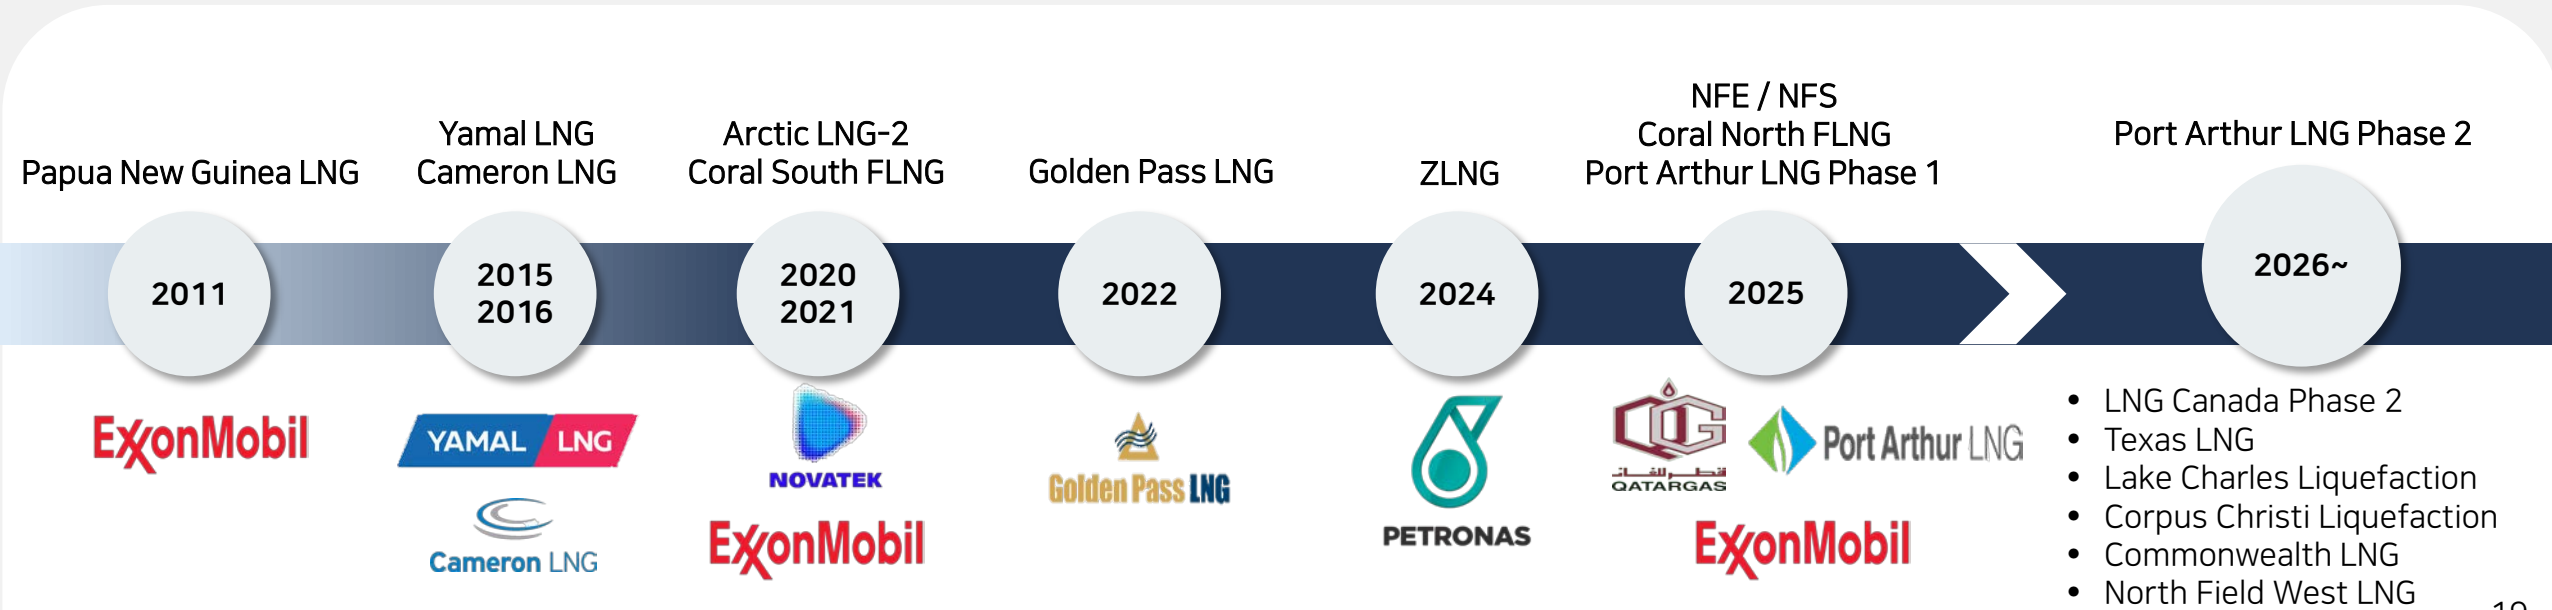 Papua New Guinea LNG
2011
ExxonMobil
Yamal LNG
Cameron LNG
2015
2016
YAMAL LNG
Cameron LNG
Arctic LNG-2
Coral South FLNG
2020
2021
NOVATEK
ExxonMobil
Golden Pass LNG
2022
Golden Pass LNG
ZLNG
2024
PETRONAS
NFE / NFS
Coral North FLNG
Port Arthur LNG Phase 1
2025
قطر للغاز
QATARGAS
Port Arthur LNG
ExxonMobil
Port Arthur LNG Phase 2
2026~
• LNG Canada Phase 2
• Texas LNG
• Lake Charles Liquefaction
• Corpus Christi Liquefaction
• Commonwealth LNG
• North Field West LNG